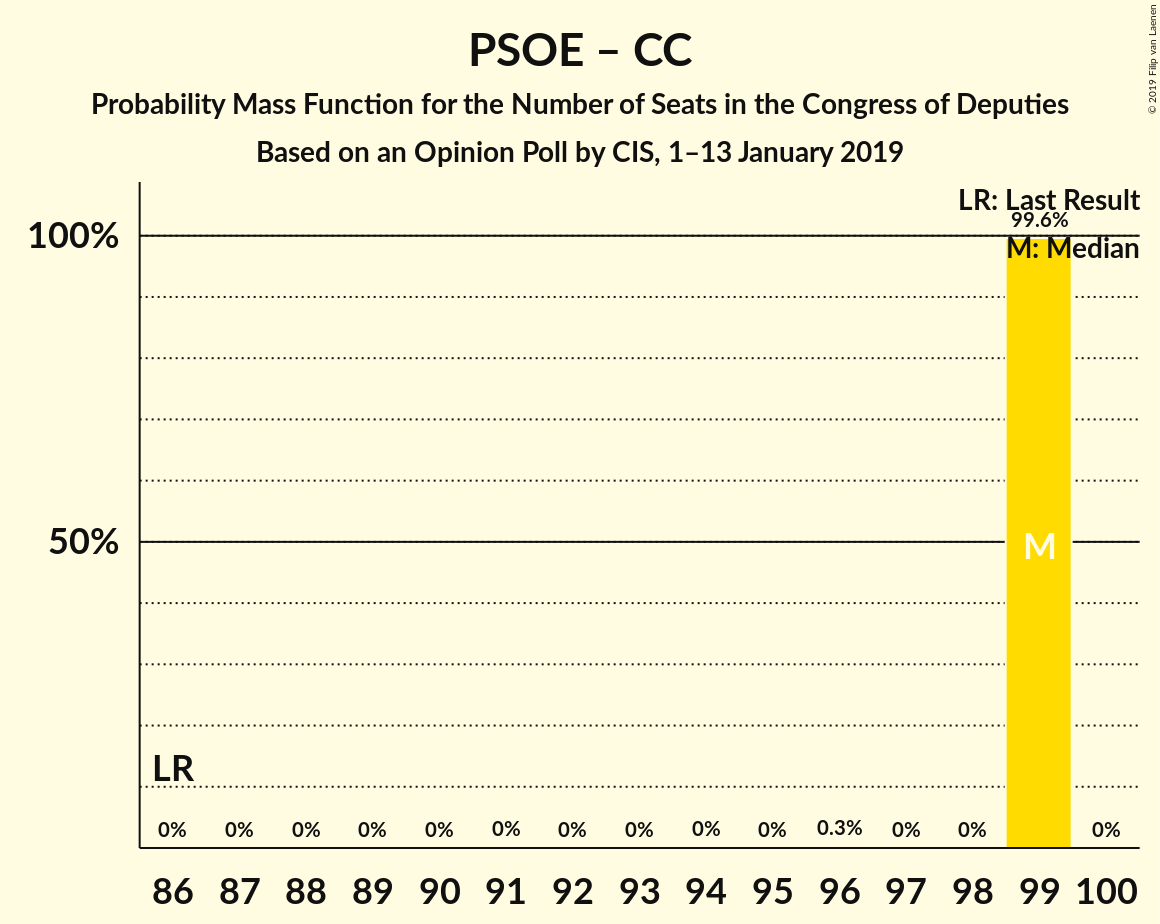 PSOE – CC
Probability Mass Function for the Number of Seats in the Congress of Deputies
Based on an Opinion Poll by CIS, 1–13 January 2019
© 2019 Filip van Laenen
LR: Last Result
99.6%
M: Median
100%
50%
M
LR
0% 0% 0% 0% 0% 0% 0% 0% 0% 0% 0.3% 0% 0% 0%
86 87 88 89 90 91 92 93 94 95 96 97 98 99 100